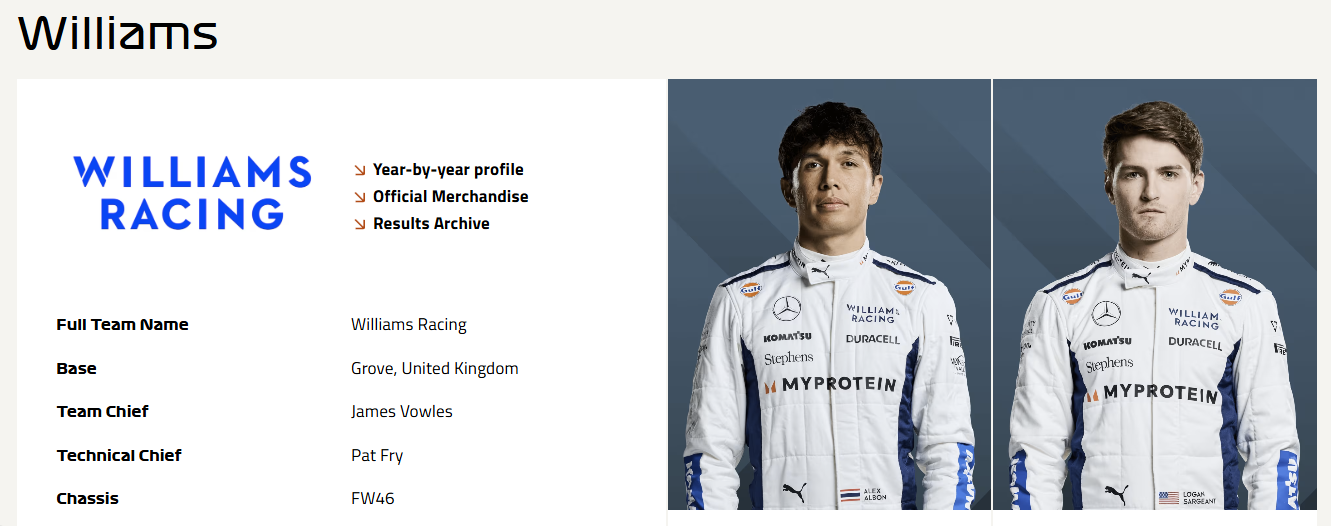 Williams
WILLIAMS
RACING
Year-by-year profile
Official Merchandise
Results Archive
Full Team Name Williams Racing
Base Grove, United Kingdom
Team Chief James Vowles
Technical Chief Pat Fry
Chassis FW46
Gulf
Gulf
WILLIAMS
RACING
KOMATSU
DURACELL
Stephens
MYPROTEIN
ALEX
ALBON
Gulf
Gulf
WILLIAMS
RACING
KOMATSU
DURACELL
Stephens
MYPROTEIN
LOGAN
SARGEANT